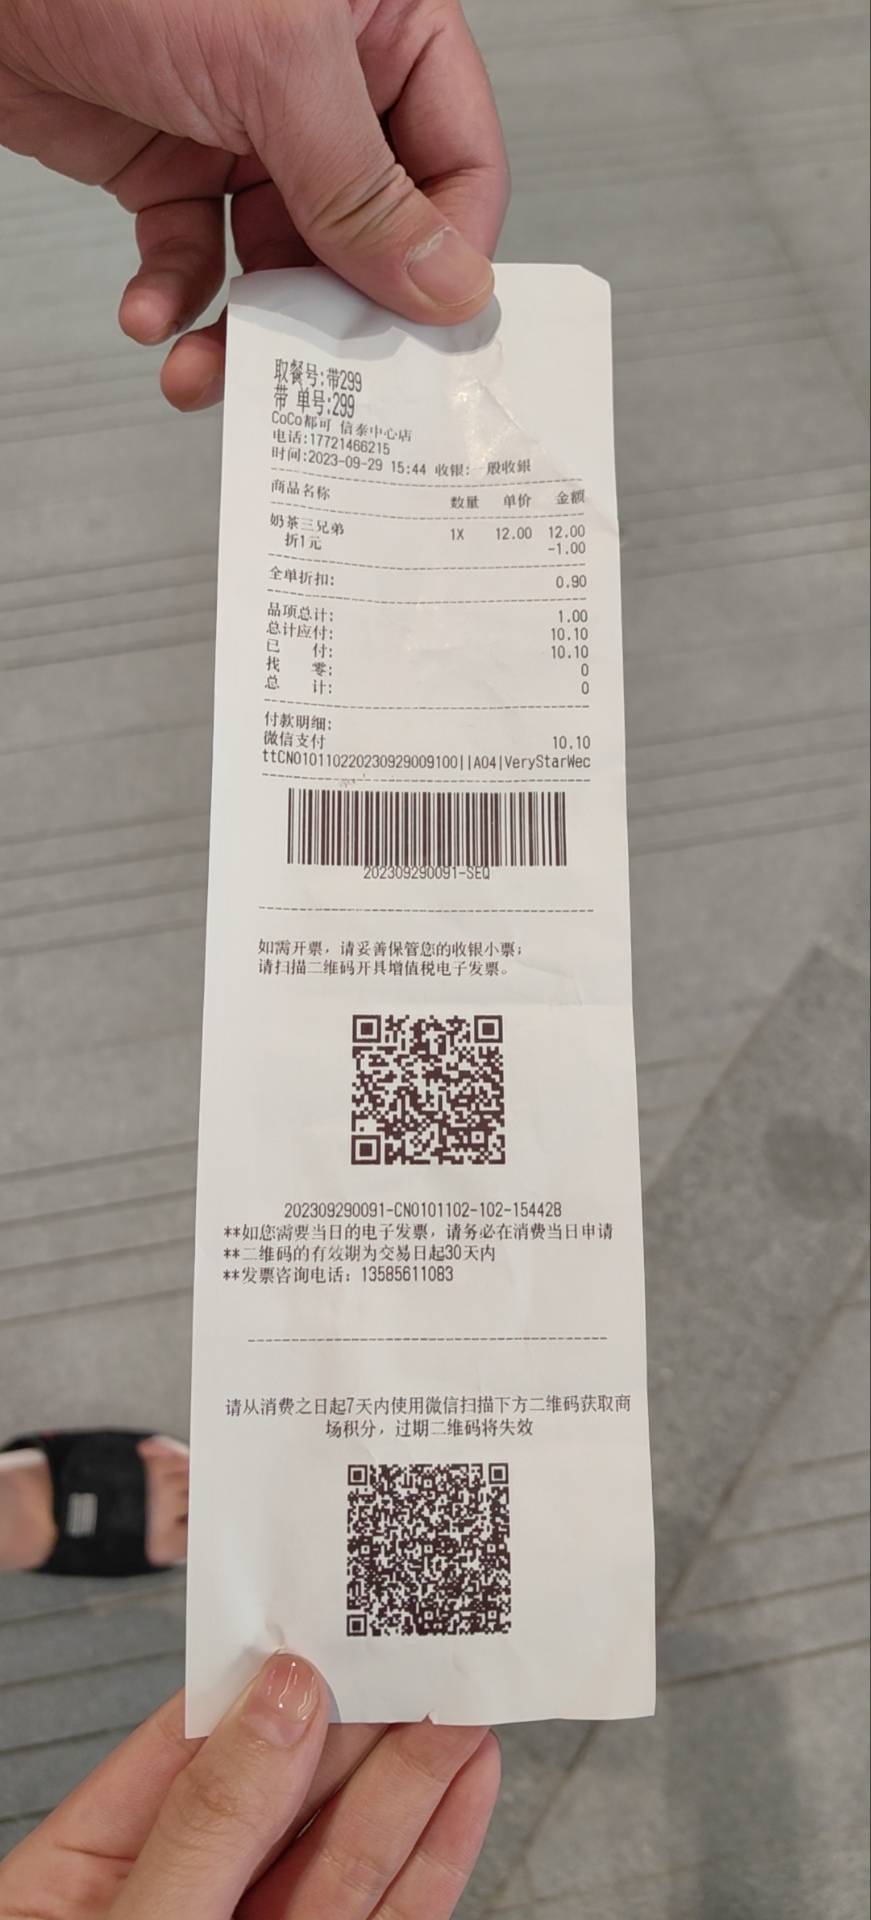 取餐号:带299
带 单号:299
CoCo都可 信泰中心店
电话:17721466215
时间:2023-09-29 15:44 收银: 一般收银
商品名称 数量 单价 金额
奶茶三兄弟 1X 12.00 12.00
折1元 -1.00
全单折扣: 0.90
品项总计: 1.00
总计应付: 10.10
已 付: 10.10
找 零: 0
总 计: 0
付款明细:
微信支付 10.10
ttCN010110220230929009100||A04|VeryStarWec
202309290091-SEQ
如需开票，请妥善保管您的收银小票；
请扫描二维码开具增值税电子发票。
202309290091-CN0101102-102-154428
**如您需要当日的电子发票，请务必在消费当日申请
**二维码的有效期为交易日起30天内
**发票咨询电话：13585611083
请从消费之日起7天内使用微信扫描下方二维码获取商
场积分，过期二维码将失效